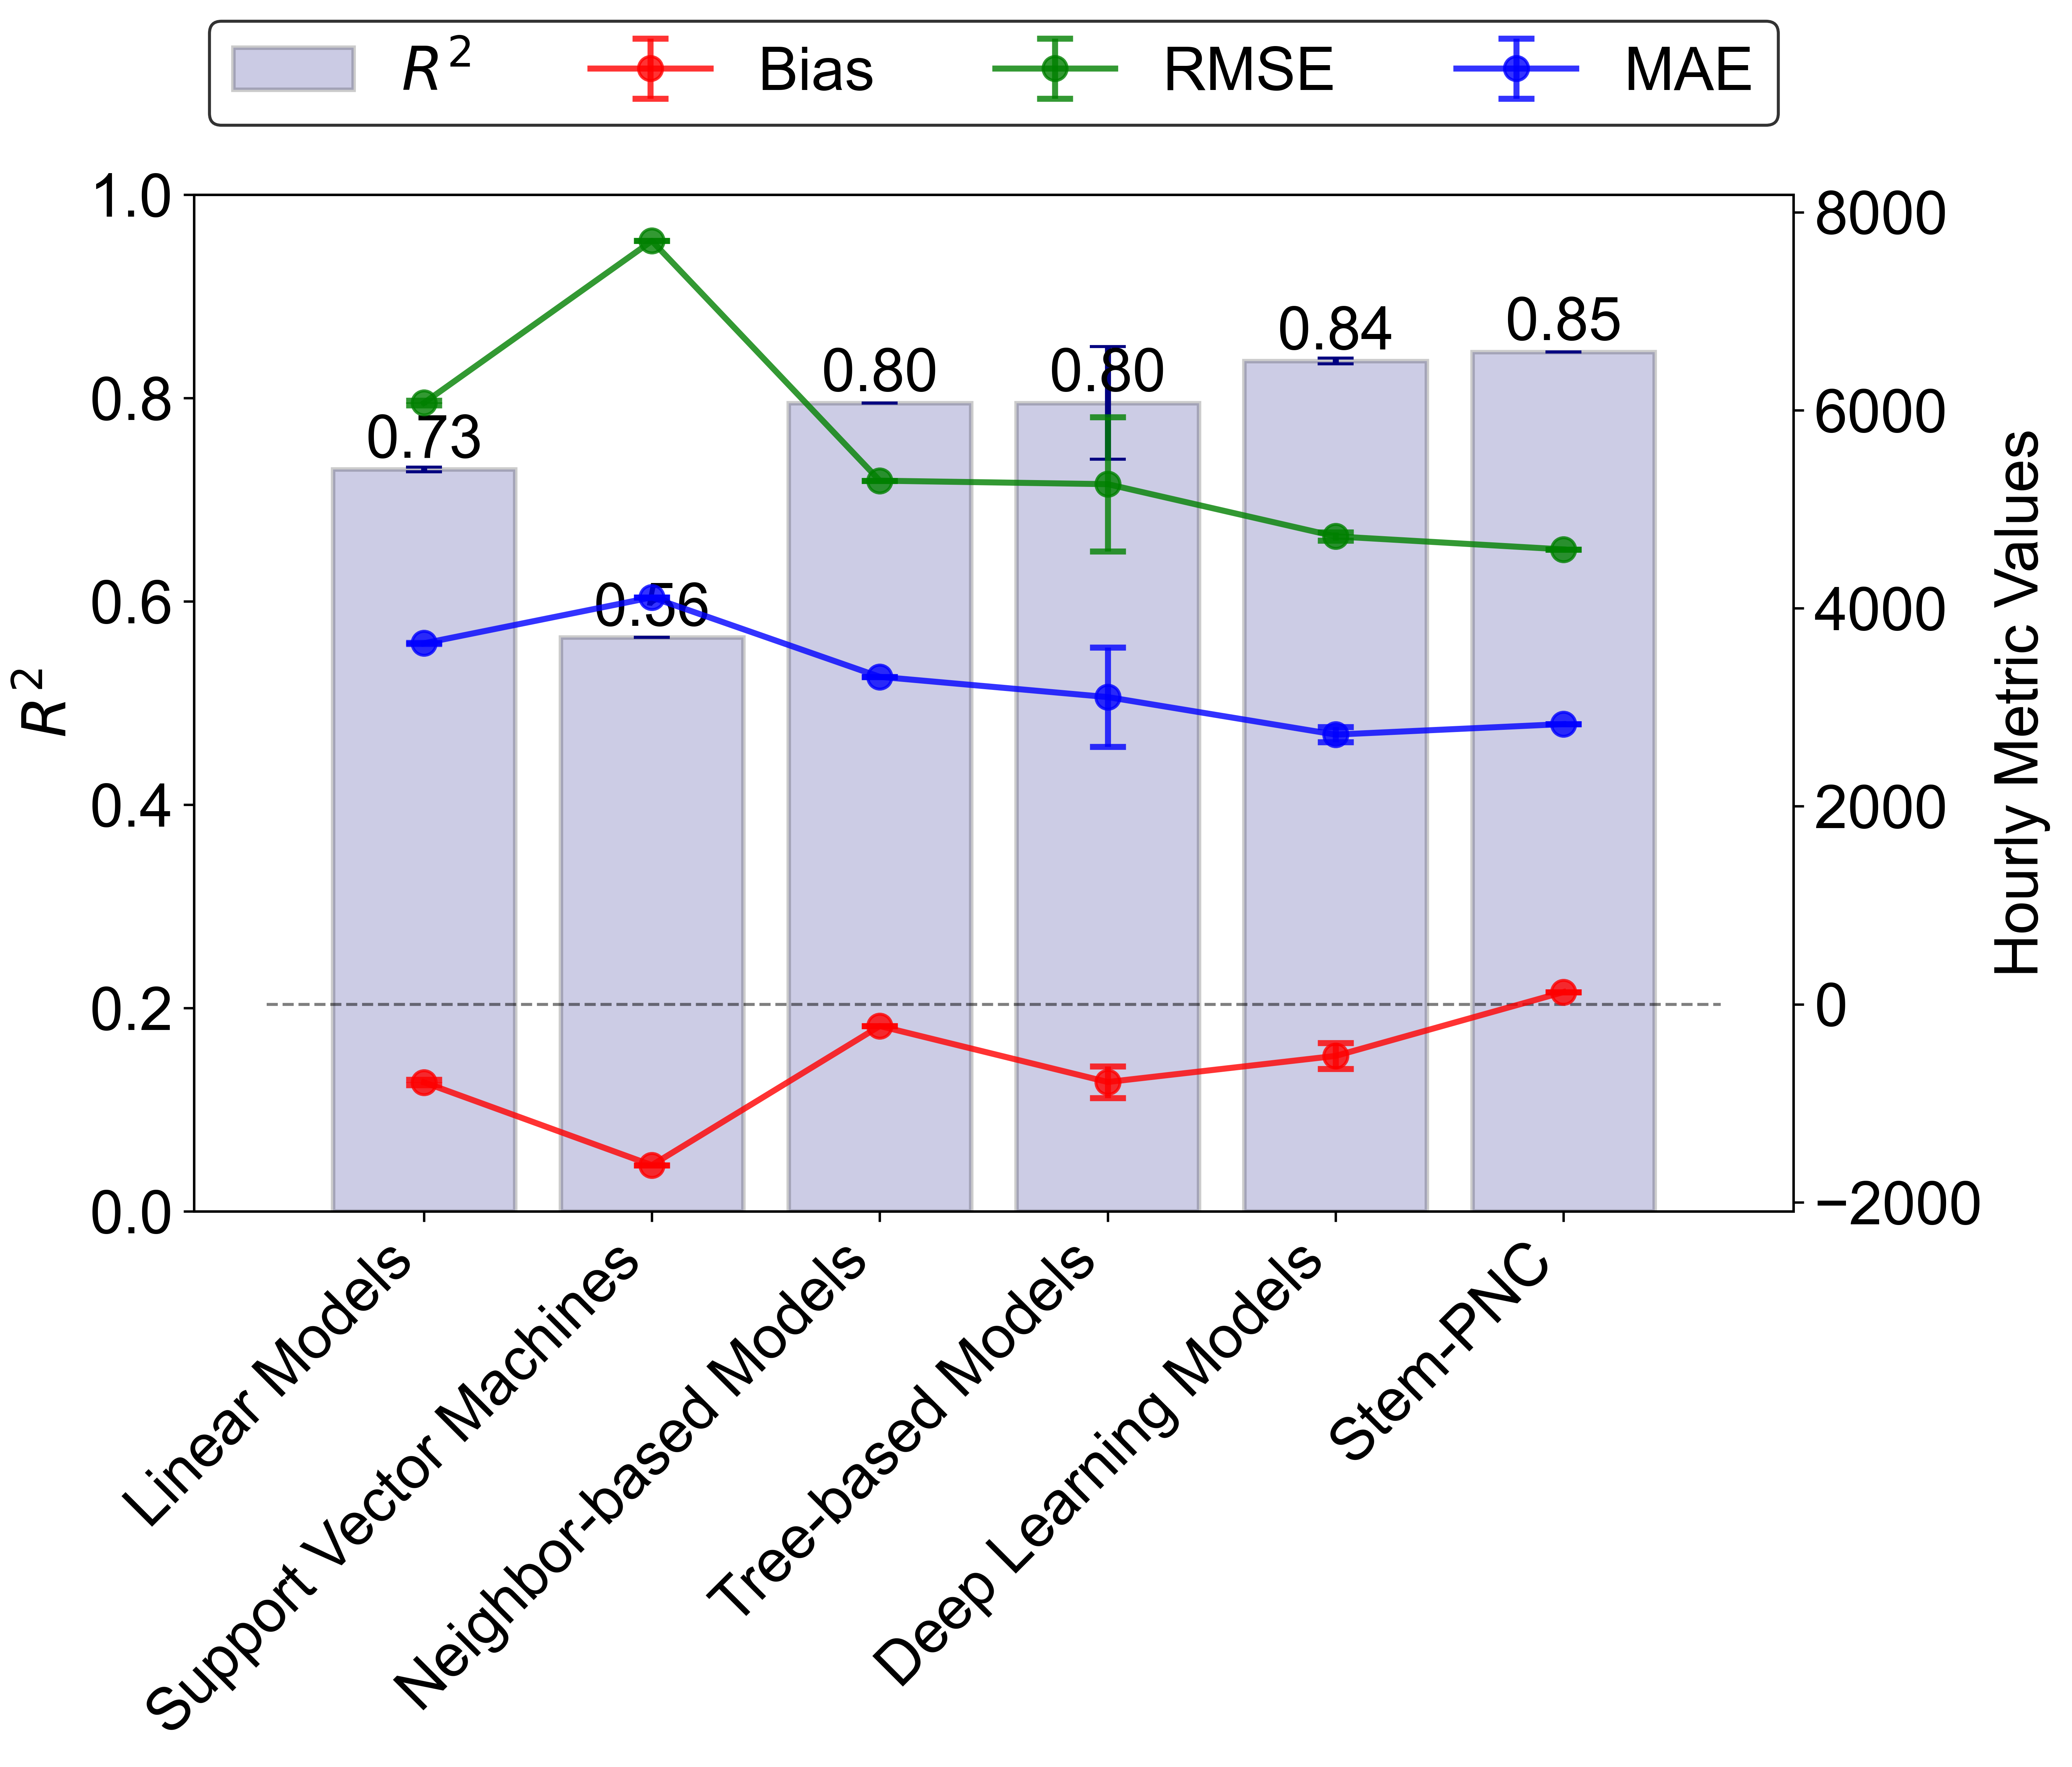 R² Bias RMSE MAE
1.0
0.8
0.6
0.4
0.2
0.0
R²
0.73
0.56
0.80
0.80
0.84
0.85
8000
6000
4000
2000
0
−2000
Hourly Metric Values
Linear Models
Support Vector Machines
Neighbor-based Models
Tree-based Models
Deep Learning Models
Stem-PNC